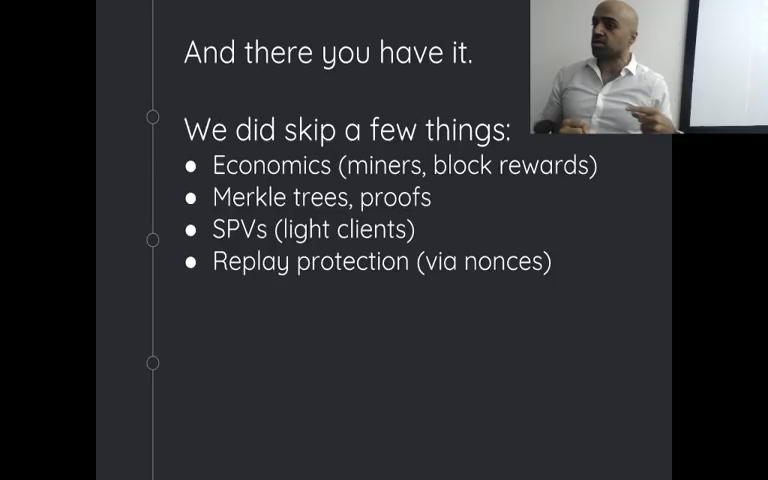 And there you have it.
We did skip a few things:
● Economics (miners, block rewards)
● Merkle trees, proofs
● SPVs (light clients)
● Replay protection (via nonces)